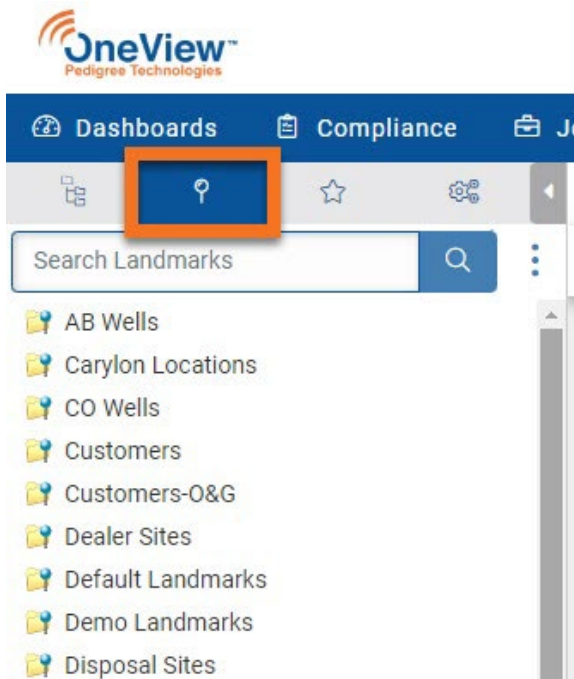 OneView™
Pedigree Technologies
Dashboards Compliance
Search Landmarks
AB Wells
Carylon Locations
CO Wells
Customers
Customers-O&G
Dealer Sites
Default Landmarks
Demo Landmarks
Disposal Sites